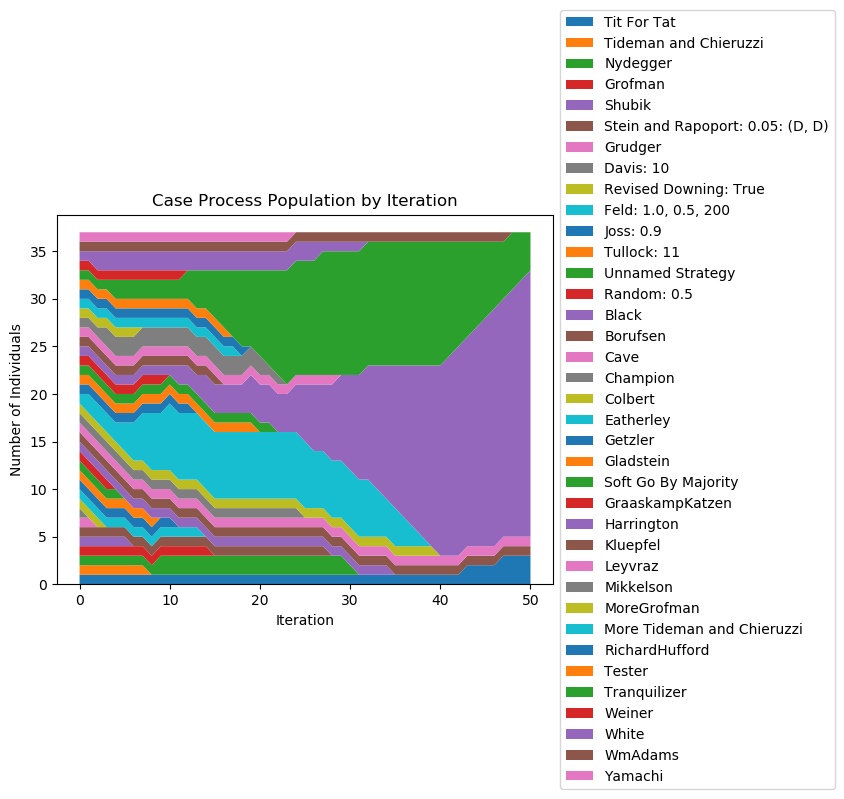 Case Process Population by Iteration
Number of Individuals
35
30
25
20
15
10
5
0
0 10 20 30 40 50
Iteration
Tit For Tat
Tideman and Chieruzzi
Nydegger
Grofman
Shubik
Stein and Rapoport: 0.05: (D, D)
Grudger
Davis: 10
Revised Downing: True
Feld: 1.0, 0.5, 200
Joss: 0.9
Tullock: 11
Unnamed Strategy
Random: 0.5
Black
Borufsen
Cave
Champion
Colbert
Eatherley
Getzler
Gladstein
Soft Go By Majority
GraaskampKatzen
Harrington
Kluepfel
Leyvraz
Mikkelson
MoreGrofman
More Tideman and Chieruzzi
RichardHufford
Tester
Tranquilizer
Weiner
White
WmAdams
Yamachi